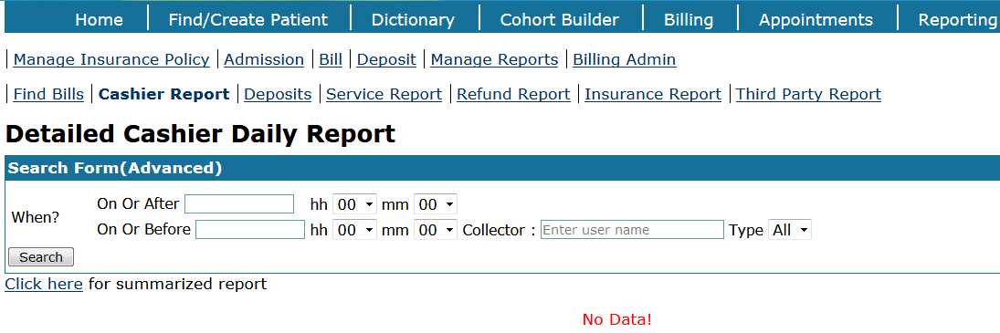 Home Find/Create Patient Dictionary Cohort Builder Billing Appointments Reporting
Manage Insurance Policy Admission Bill Deposit Manage Reports Billing Admin
Find Bills Cashier Report Deposits Service Report Refund Report Insurance Report Third Party Report
Detailed Cashier Daily Report
Search Form(Advanced)
When? On Or After hh 00 mm 00
On Or Before hh 00 mm 00 Collector : Enter user name Type All
Search
Click here for summarized report
No Data!